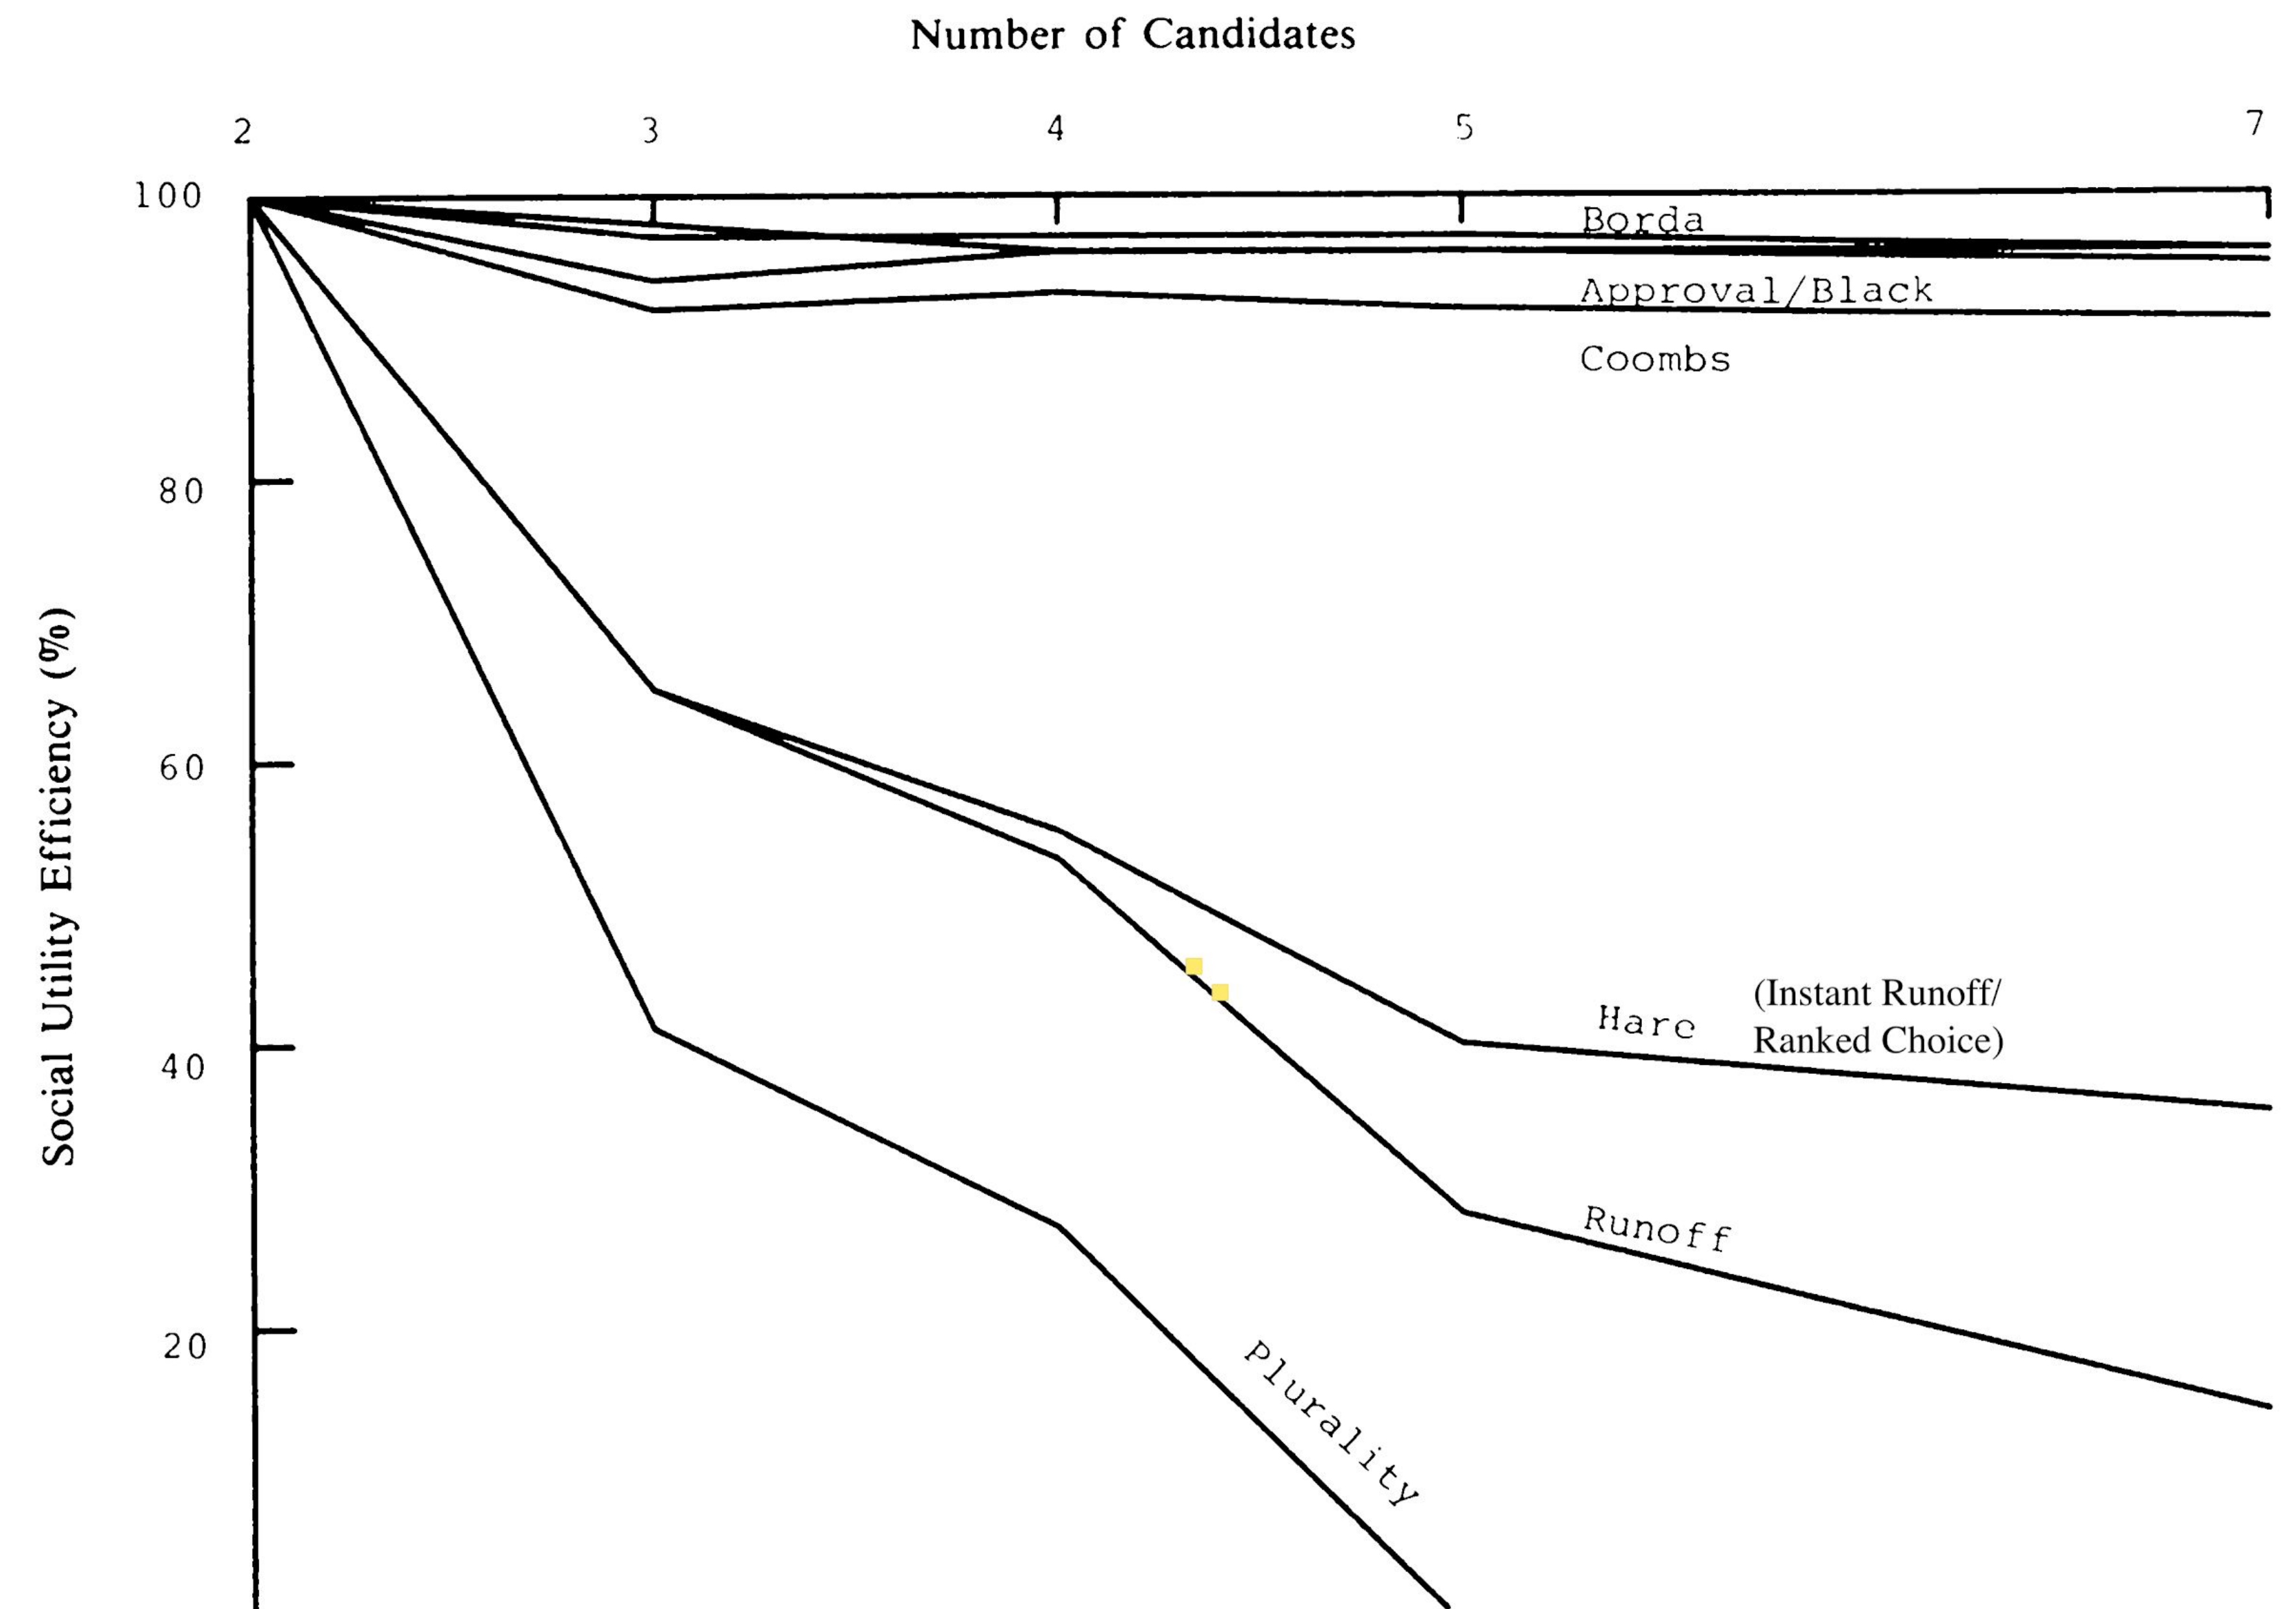 Number of Candidates
2 3 4 5 7
100
80
60
40
20
Social Utility Efficiency (%)
Borda
Approval/Black
Coombs
Hare
(Instant Runoff/
Ranked Choice)
Runoff
Plurality